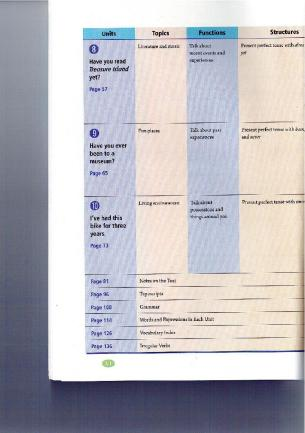 Units Topics Functions Structures
8
Have you read
Treasure Island
yet?
Page 57
Literature and music
Talk about
recent events and
experiences
Present perfect tense with
yet
9
Have you ever
been to a
museum?
Page 65
Fun places
Talk about past
experiences
Present perfect tense with
and never
10
I've had this
bike for three
years.
Page 73
Living environment
Talk about
possessions and
things around you
Present perfect tense with
Page 81 Notes on the Text
Page 96 Tapescripts
Page 108 Grammar
Words and Expressions in Each Unit
Page 126 Vocabulary Index
Page 136 Irregular Verbs